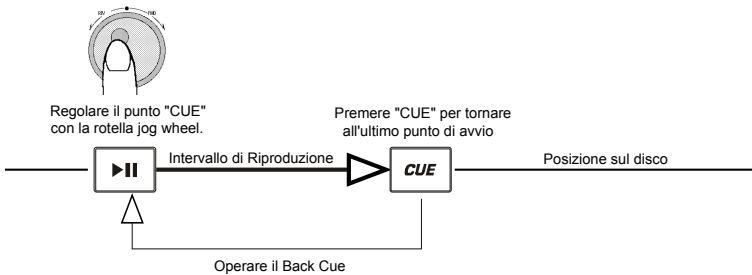 REV FWD
Regolare il punto "CUE"
con la rotella jog wheel.
Premere "CUE" per tornare
all'ultimo punto di avvio
Intervallo di Riproduzione
CUE
Posizione sul disco
Operare il Back Cue